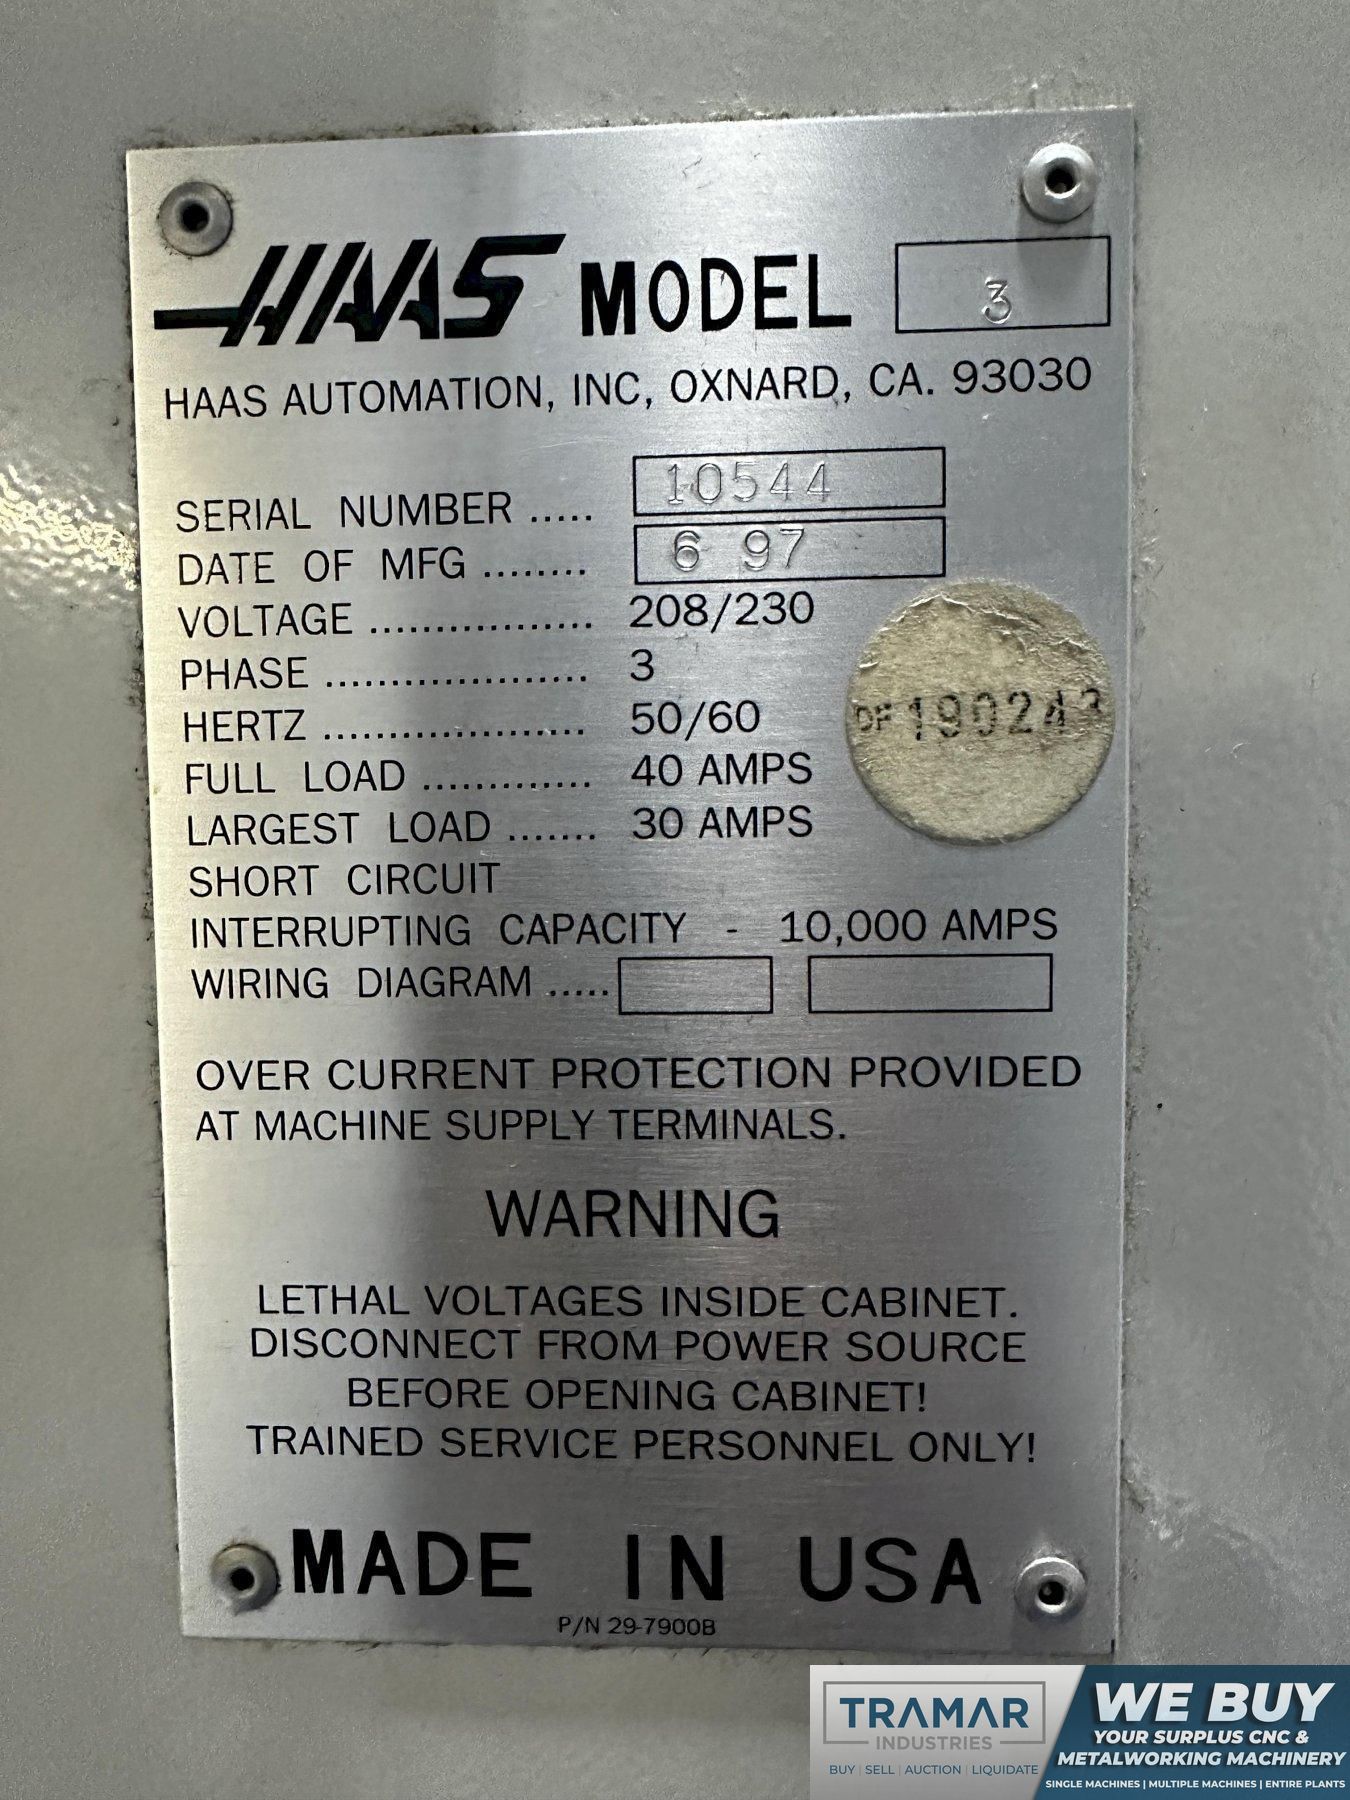 HAAS MODEL 3
HAAS AUTOMATION, INC, OXNARD, CA. 93030
SERIAL NUMBER ..... 10544
DATE OF MFG ........ 6 97
VOLTAGE ................. 208/230
PHASE .................... 3
HERTZ .................... 50/60
FULL LOAD ............. 40 AMPS
LARGEST LOAD ....... 30 AMPS
SHORT CIRCUIT
INTERRUPTING CAPACITY - 10,000 AMPS
WIRING DIAGRAM .....
DF 190243
OVER CURRENT PROTECTION PROVIDED
AT MACHINE SUPPLY TERMINALS.
WARNING
LETHAL VOLTAGES INSIDE CABINET.
DISCONNECT FROM POWER SOURCE
BEFORE OPENING CABINET!
TRAINED SERVICE PERSONNEL ONLY!
MADE IN USA
P/N 29-7900B
TRAMAR
INDUSTRIES
BUY | SELL | AUCTION | LIQUIDATE
WE BUY
YOUR SURPLUS CNC &
METALWORKING MACHINERY
SINGLE MACHINES | MULTIPLE MACHINES | ENTIRE PLANTS